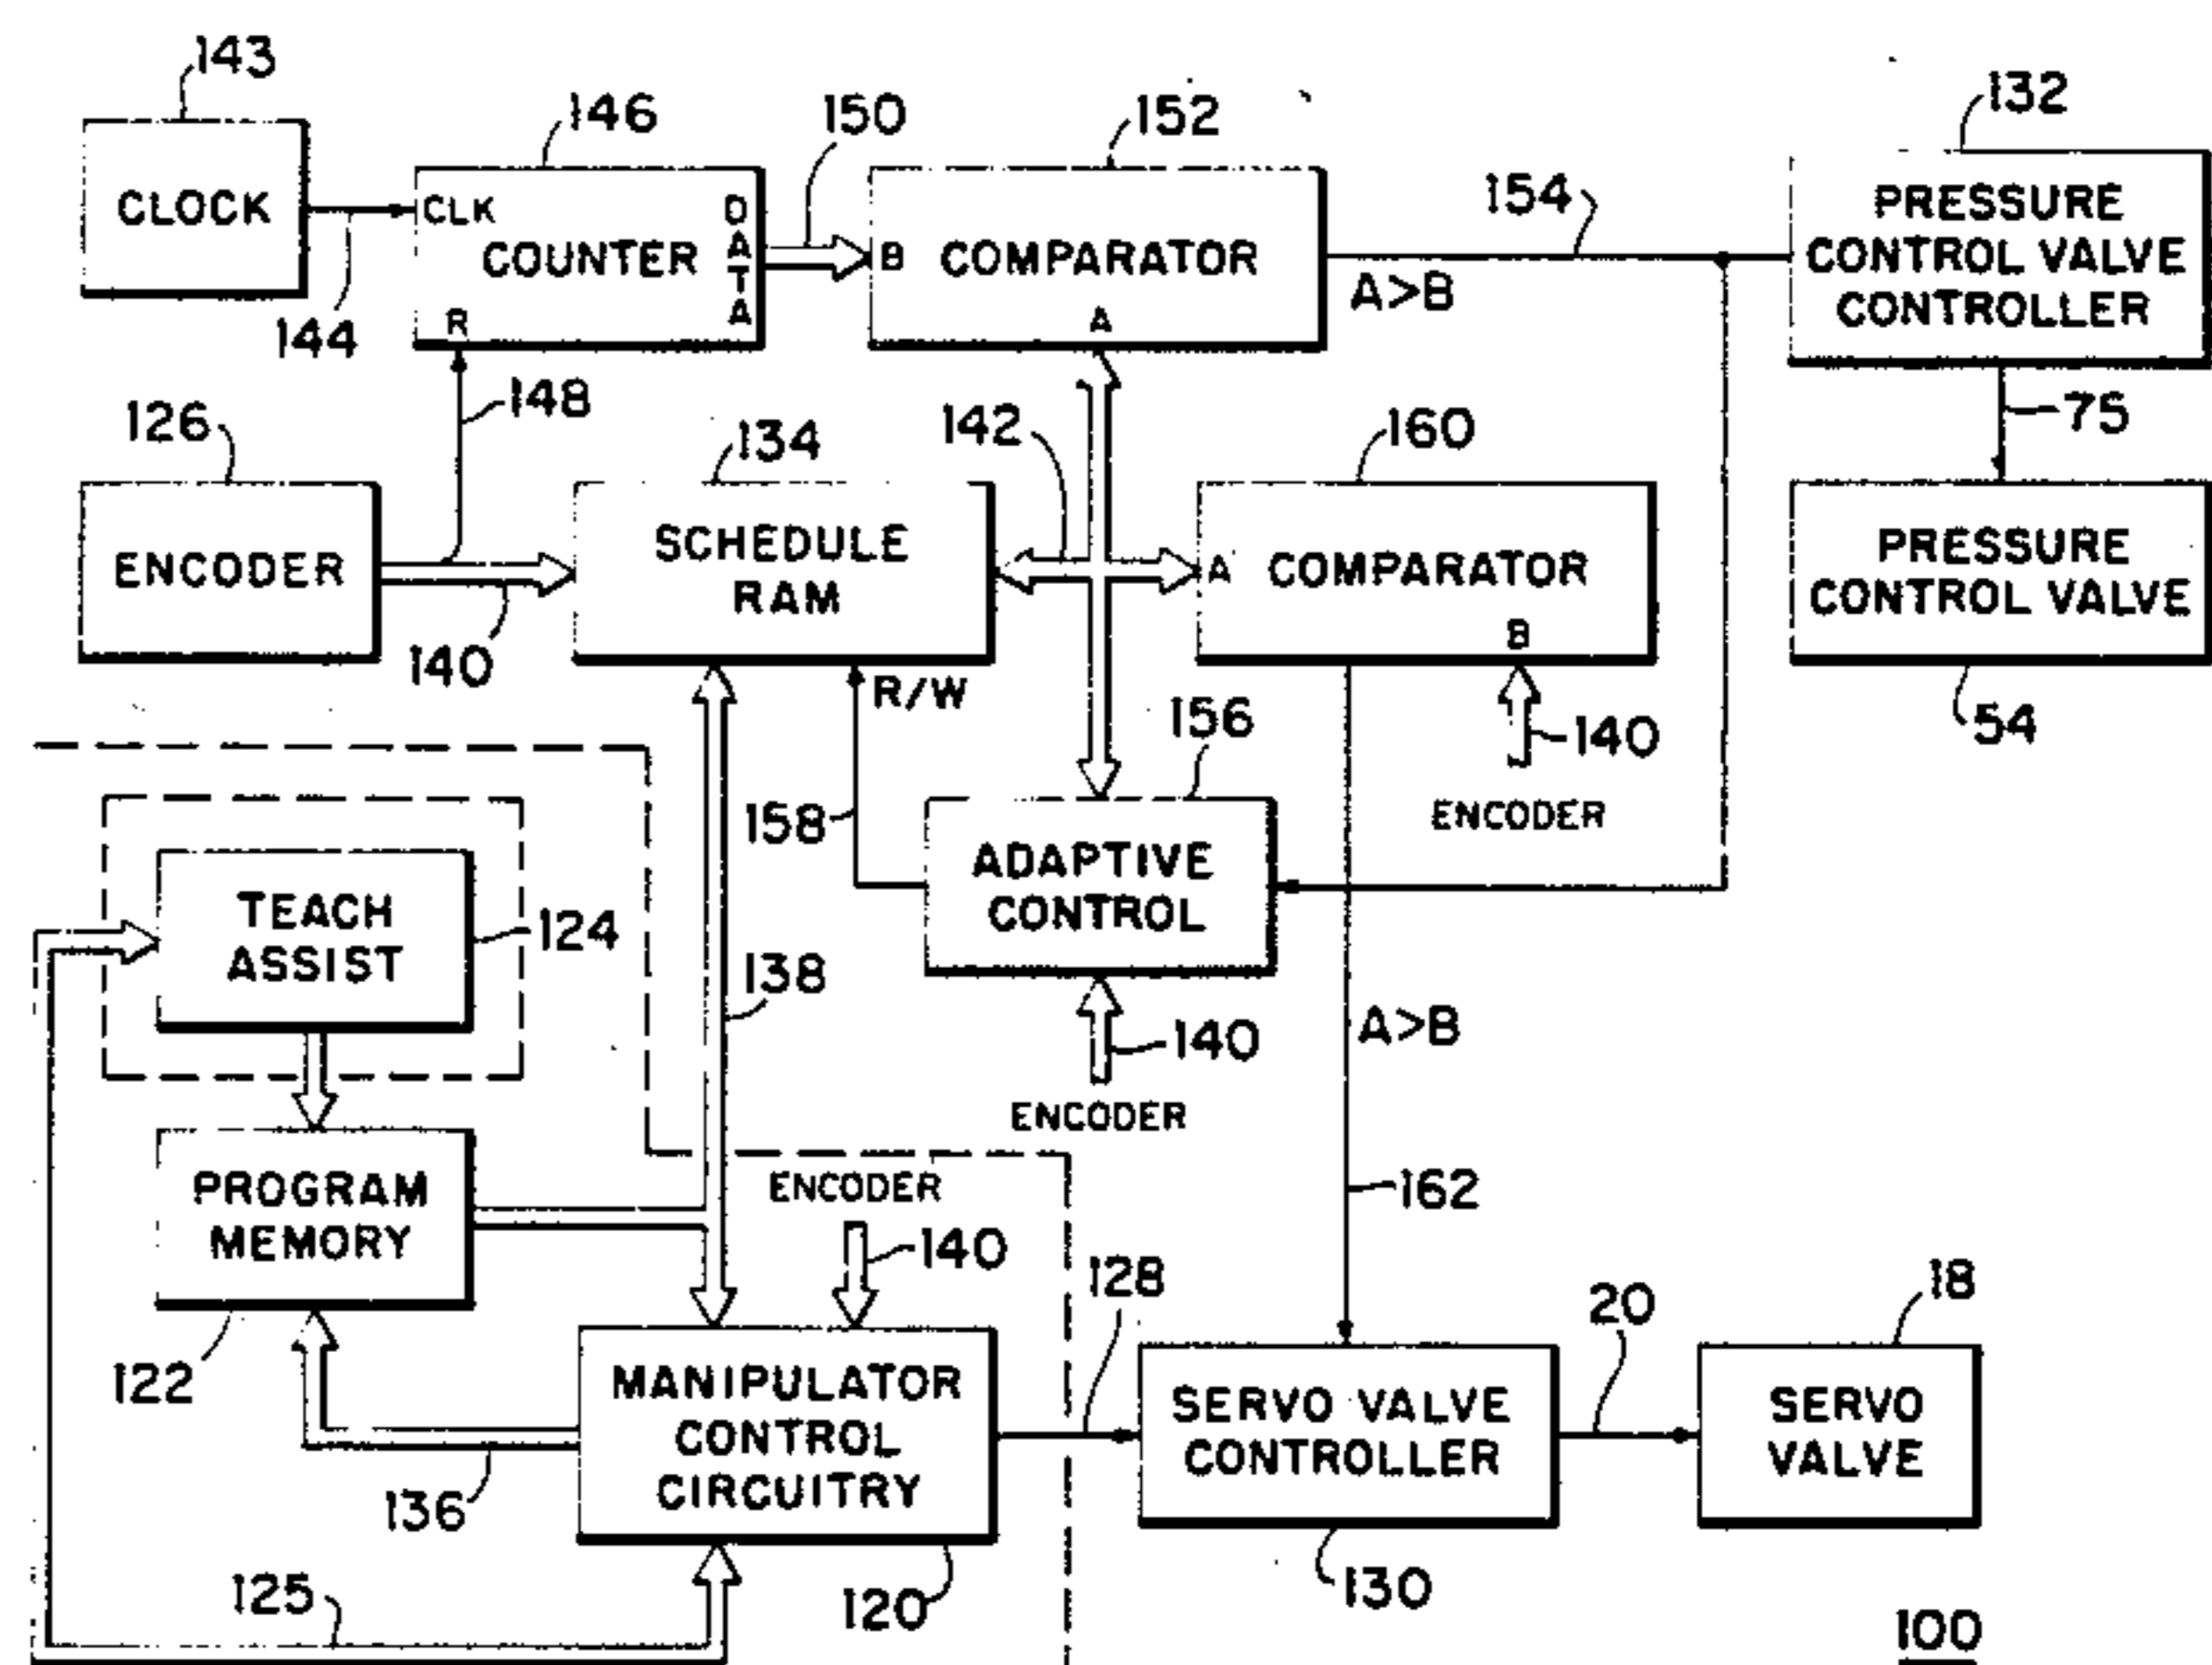 143
146
150
152
132
CLOCK
CLK
COUNTER
DATA
R
B
COMPARATOR
A
154
A>B
PRESSURE
CONTROL VALVE
CONTROLLER
144
148
75
126
134
142
160
ENCODER
SCHEDULE
RAM
A
COMPARATOR
B
PRESSURE
CONTROL VALVE
140
R/W
156
140
54
ENCODER
158
ADAPTIVE
CONTROL
TEACH
ASSIST
124
138
140
A>B
ENCODER
PROGRAM
MEMORY
ENCODER
140
162
122
128
20
18
MANIPULATOR
CONTROL
CIRCUITRY
SERVO VALVE
CONTROLLER
SERVO
VALVE
136
125
120
130
100